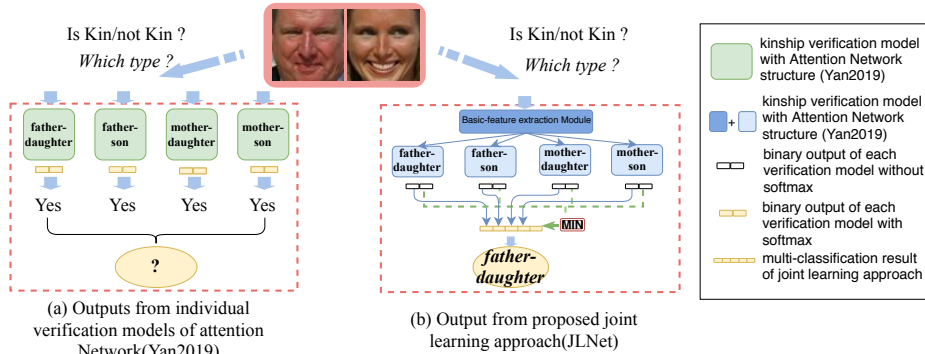 Is Kin/not Kin ?
Which type ?
father-
daughter
father-
son
mother-
daughter
mother-
son
Yes
Yes
Yes
Yes
?
(a) Outputs from individual
verification models of attention
Network(Yan2019)
Is Kin/not Kin ?
Which type ?
Basic-feature extraction Module
father-
daughter
father-
son
mother-
daughter
mother-
son
MIN
father-
daughter
(b) Output from proposed joint
learning approach(JLNet)
kinship verification model
with Attention Network
structure (Yan2019)
+
kinship verification model
with Attention Network
structure (Yan2019)
binary output of each
verification model without
softmax
binary output of each
verification model with
softmax
multi-classification result
of joint learning approach